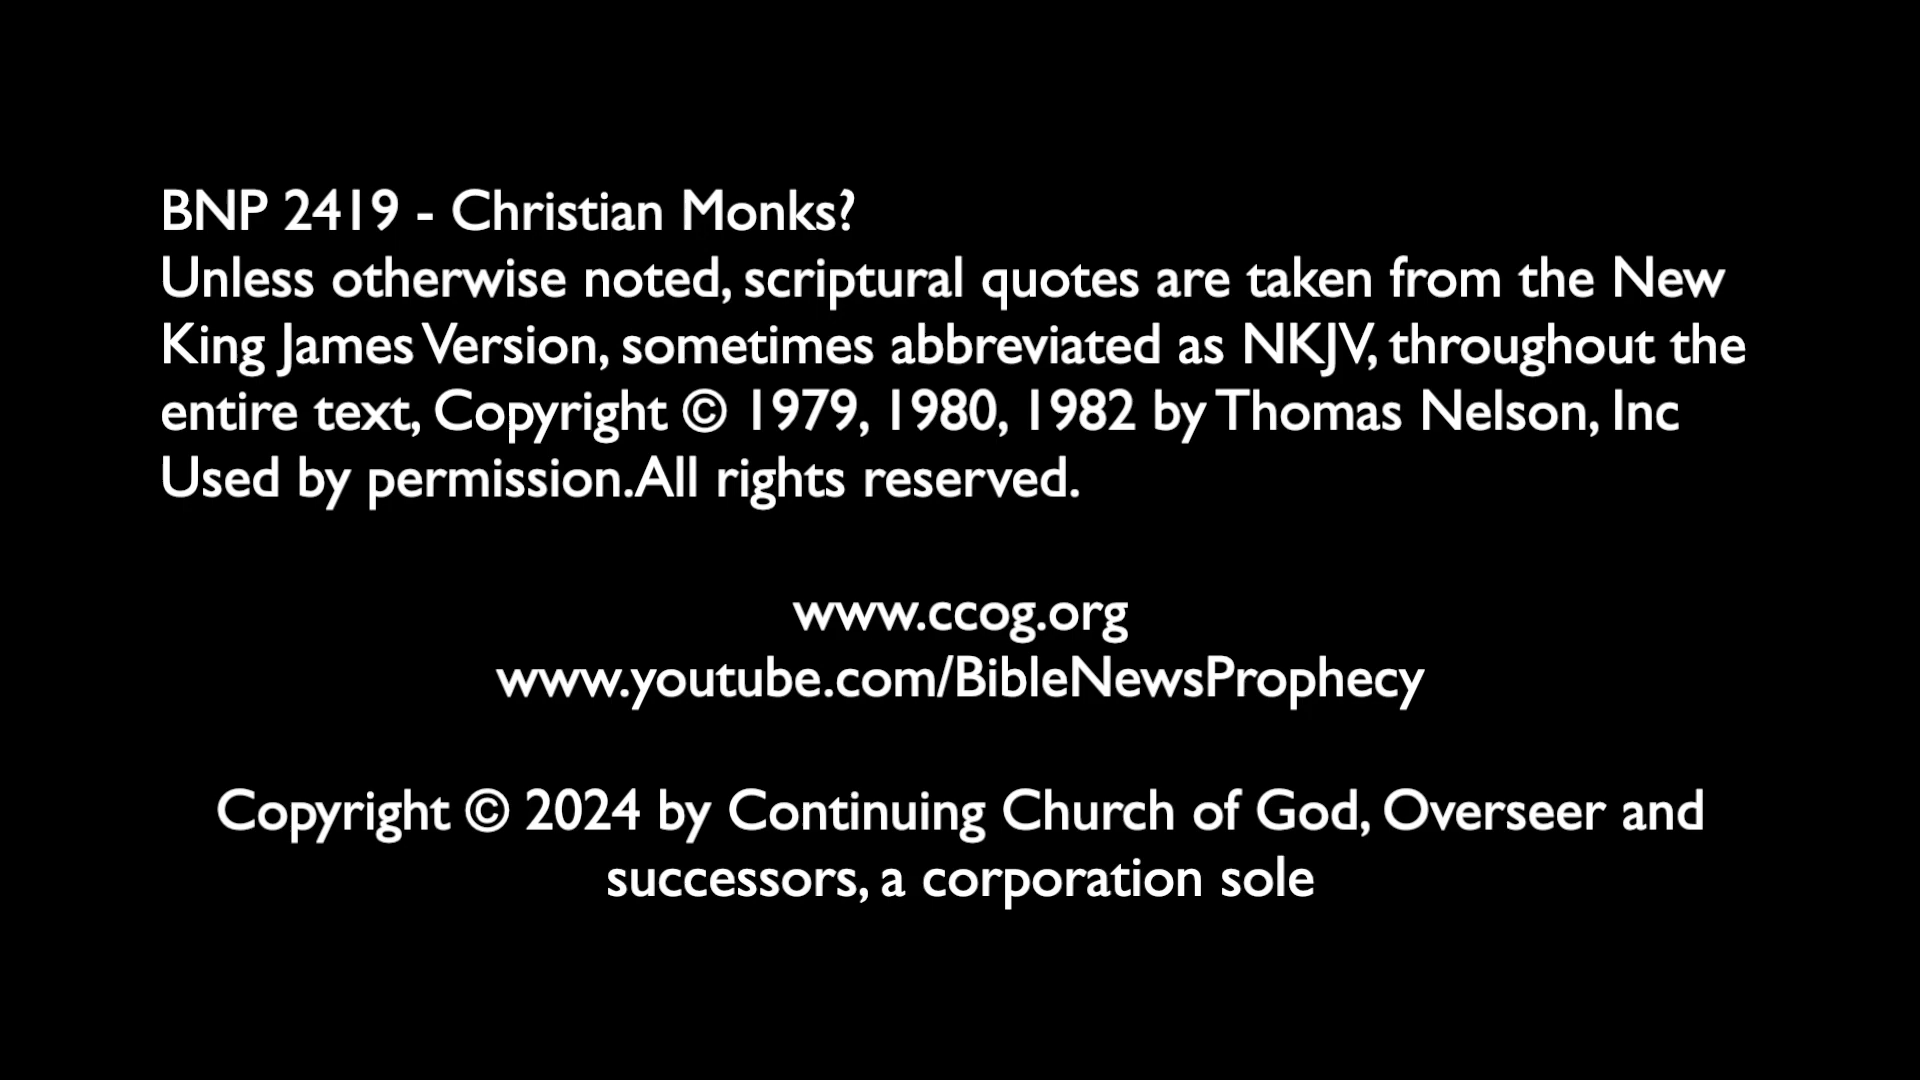 BNP 2419 - Christian Monks?
Unless otherwise noted, scriptural quotes are taken from the New
King James Version, sometimes abbreviated as NKJV, throughout the
entire text, Copyright © 1979, 1980, 1982 by Thomas Nelson, Inc
Used by permission. All rights reserved.
www.ccog.org
www.youtube.com/BibleNewsProphecy
Copyright © 2024 by Continuing Church of God, Overseer and
successors, a corporation sole